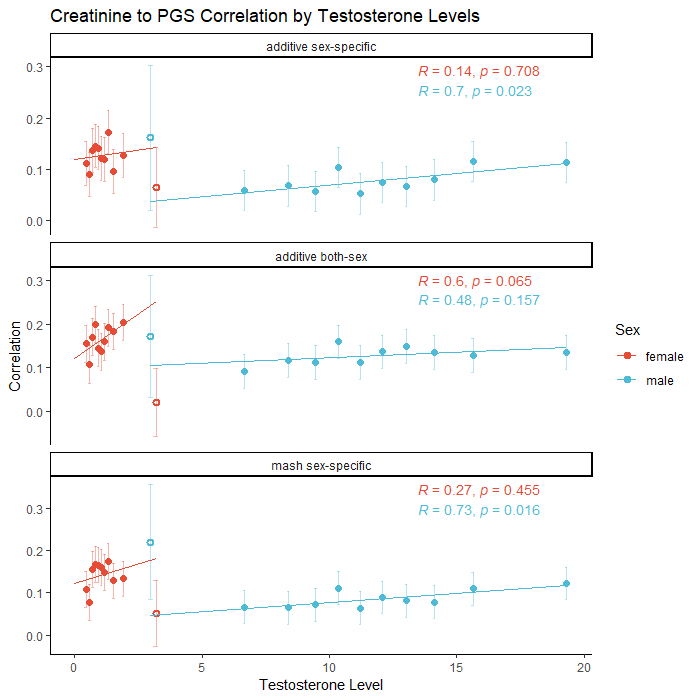 Creatinine to PGS Correlation by Testosterone Levels
additive sex-specific
R = 0.14, p = 0.708
R = 0.7, p = 0.023
0.3
0.2
0.1
0.0
additive both-sex
R = 0.6, p = 0.065
R = 0.48, p = 0.157
0.3
0.2
0.1
0.0
Correlation
mash sex-specific
R = 0.27, p = 0.455
R = 0.73, p = 0.016
0.3
0.2
0.1
0.0
0 5 10 15 20
Testosterone Level
Sex
female
male